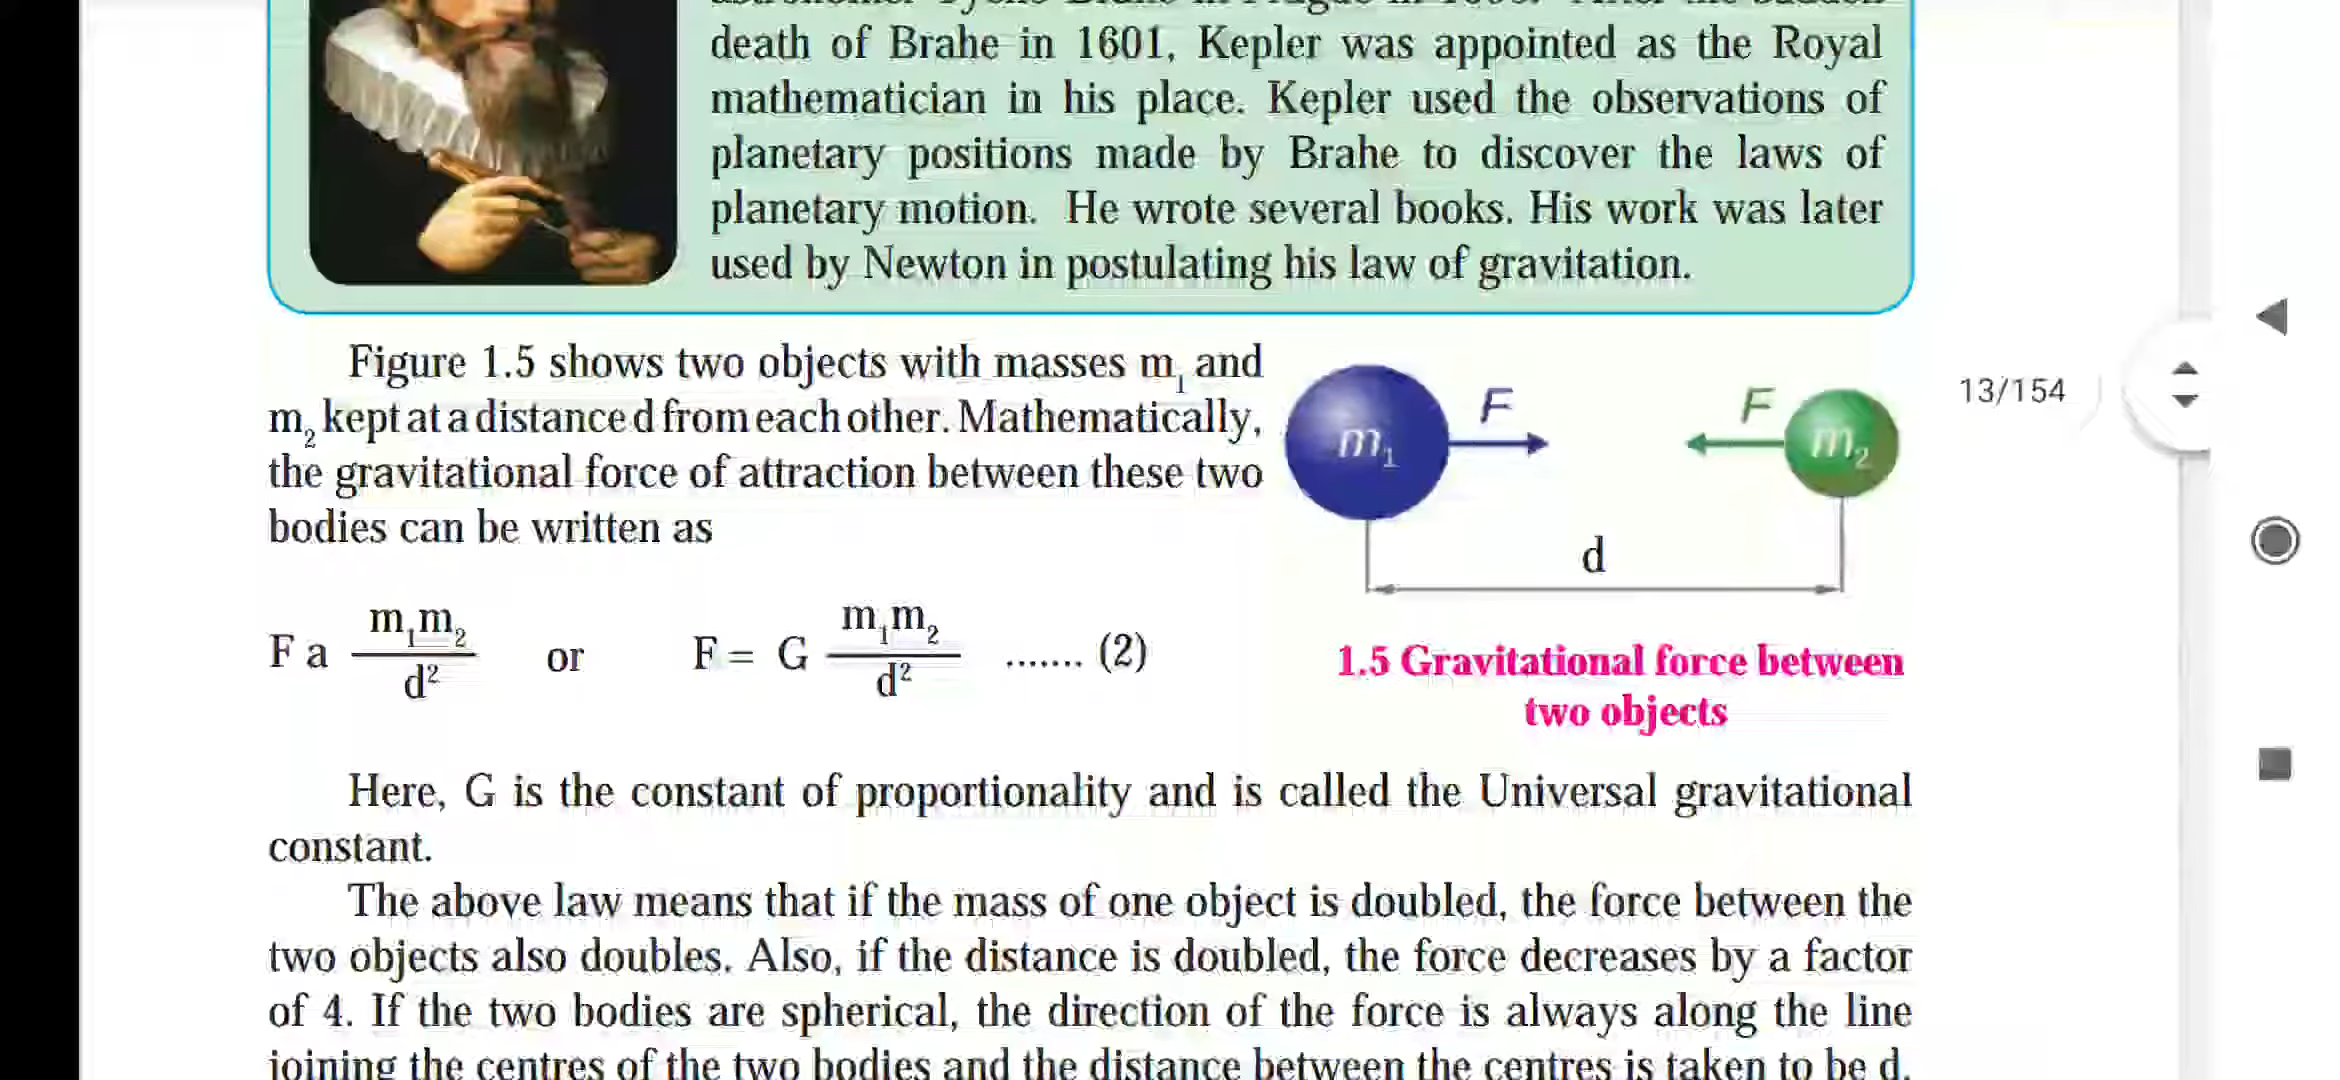 death of Brahe in 1601, Kepler was appointed as the Royal
mathematician in his place. Kepler used the observations of
planetary positions made by Brahe to discover the laws of
planetary motion. He wrote several books. His work was later
used by Newton in postulating his law of gravitation.
Figure 1.5 shows two objects with masses m₁ and
m₂ kept at a distance d from each other. Mathematically,
the gravitational force of attraction between these two
bodies can be written as
F a m₁m₂ / d² or F = G m₁m₂ / d² ....... (2)
m₁ F F m₂
d
1.5 Gravitational force between
two objects
13/154
Here, G is the constant of proportionality and is called the Universal gravitational
constant.
The above law means that if the mass of one object is doubled, the force between the
two objects also doubles. Also, if the distance is doubled, the force decreases by a factor
of 4. If the two bodies are spherical, the direction of the force is always along the line
joining the centres of the two bodies and the distance between the centres is taken to be d.